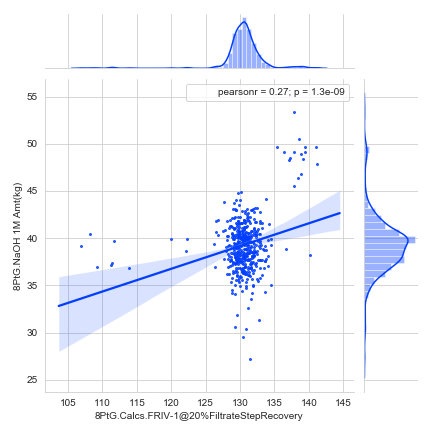 pearsonr = 0.27; p = 1.3e-09
55
50
45
40
35
30
25
8PtG.NaOH 1M Amt(kg)
105 110 115 120 125 130 135 140 145
8PtG.Calcs.FRIV-1@20%FiltrateStepRecovery